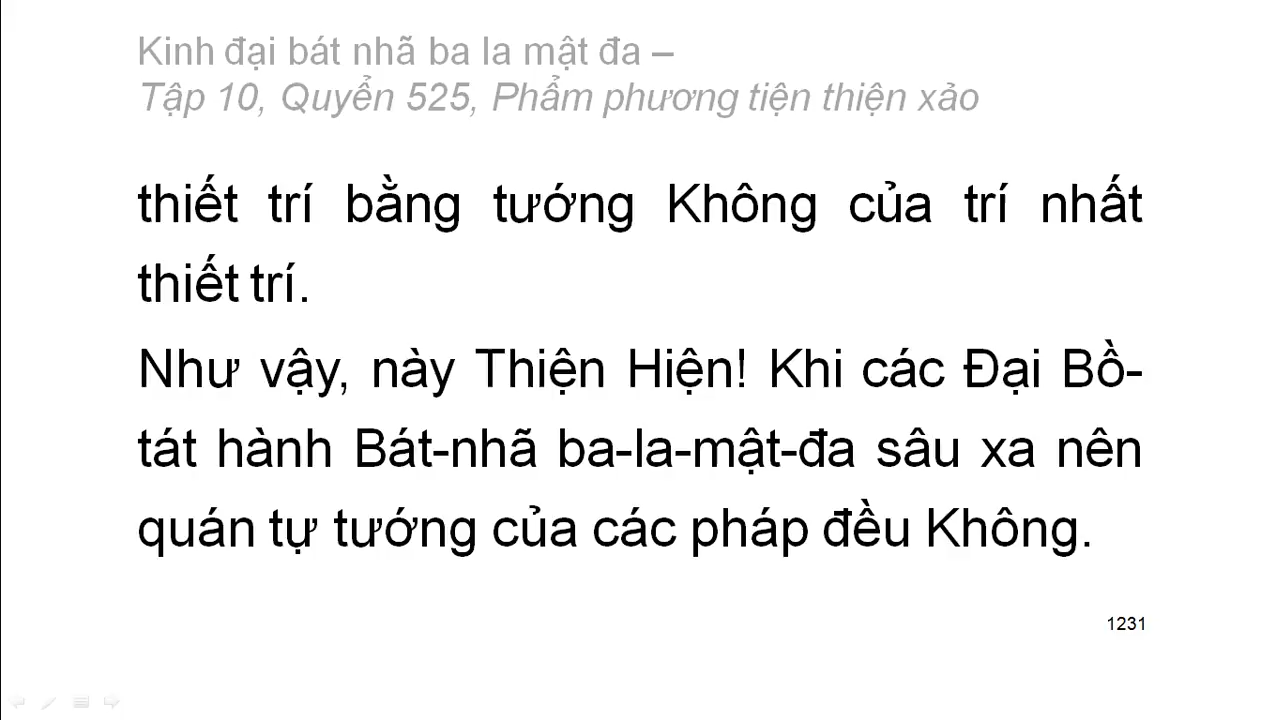 Kinh đại bát nhã ba la mật đa –
Tập 10, Quyển 525, Phẩm phương tiện thiện xảo
thiết trí bằng tướng Không của trí nhất
thiết trí.
Như vậy, này Thiện Hiện! Khi các Đại Bồ-
tát hành Bát-nhã ba-la-mật-đa sâu xa nên
quán tự tướng của các pháp đều Không.
1231